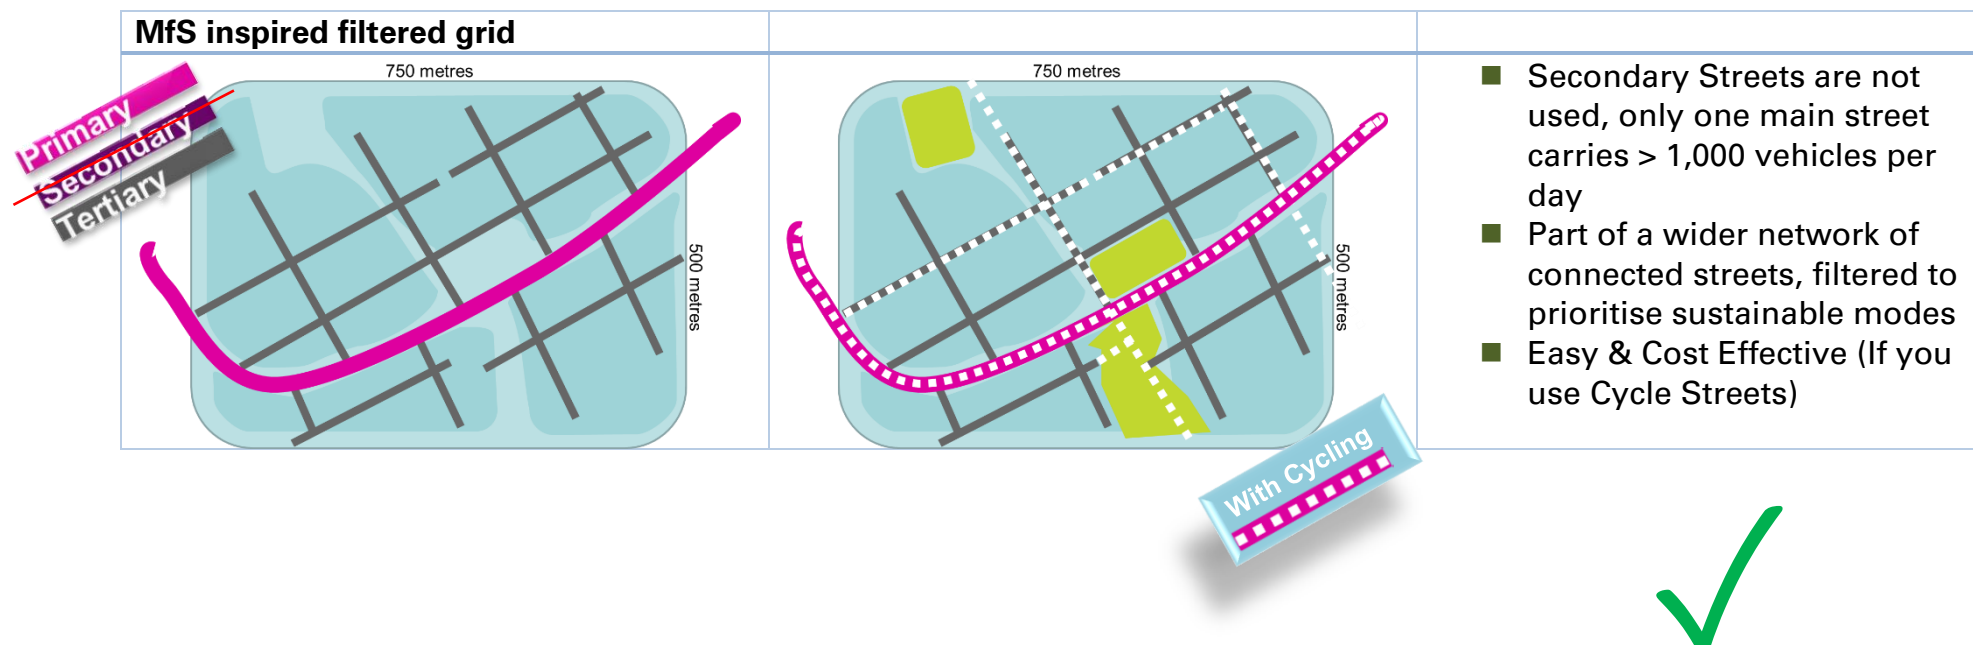 MfS inspired filtered grid
Primary
Secondary
Tertiary
750 metres
500 metres
750 metres
500 metres
With Cycling
■ Secondary Streets are not
used, only one main street
carries > 1,000 vehicles per
day
■ Part of a wider network of
connected streets, filtered to
prioritise sustainable modes
■ Easy & Cost Effective (If you
use Cycle Streets)